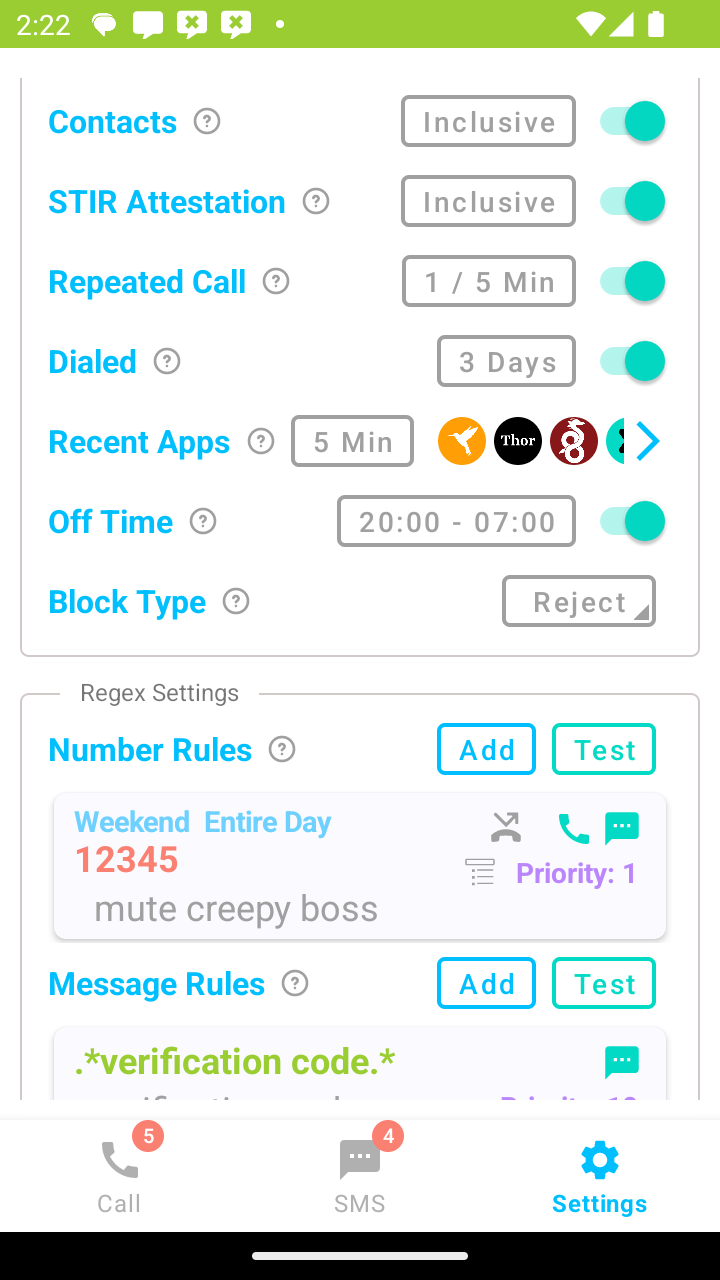 2:22
Contacts Inclusive
STIR Attestation Inclusive
Repeated Call 1 / 5 Min
Dialed 3 Days
Recent Apps 5 Min Thor
Off Time 20:00 - 07:00
Block Type Reject
Regex Settings
Number Rules Add Test
Weekend Entire Day
12345
Priority: 1
mute creepy boss
Message Rules Add Test
.*verification code.*
5 4
Call SMS Settings